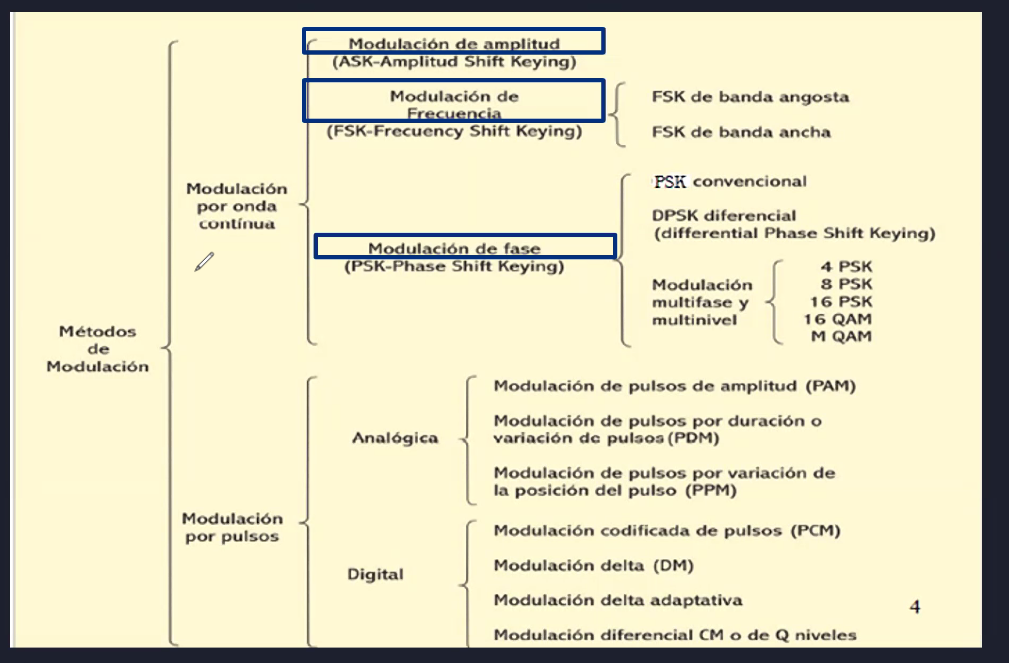 Modulación de amplitud
(ASK-Amplitud Shift Keying)
Modulación de
Frecuencia
(FSK-Frecuency Shift Keying)
FSK de banda angosta
FSK de banda ancha
Modulación
por onda
contínua
PSK convencional
DPSK diferencial
(differential Phase Shift Keying)
Modulación de fase
(PSK-Phase Shift Keying)
Modulación
multifase y
multinivel
4 PSK
8 PSK
16 PSK
16 QAM
M QAM
Métodos
de
Modulación
Modulación de pulsos de amplitud (PAM)
Analógica
Modulación de pulsos por duración o
variación de pulsos (PDM)
Modulación de pulsos por variación de
la posición del pulso (PPM)
Modulación
por pulsos
Modulación codificada de pulsos (PCM)
Digital
Modulación delta (DM)
Modulación delta adaptativa
Modulación diferencial CM o de Q niveles
4